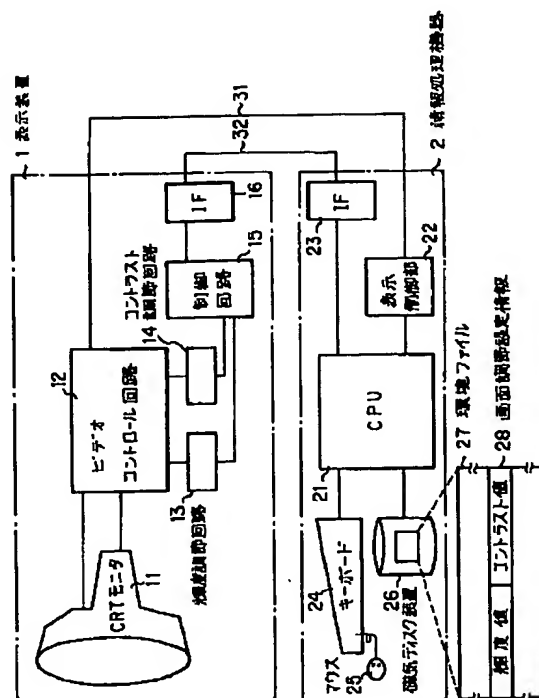 1 表示装置
CRTモニタ
11
12
ビデオ
コントロール回路
13
輝度調節回路
14
コントラスト
調節回路
制御
回路
15
IF
16
31
32
2 情報処理機器
IF
23
表示
制御部
22
CPU
21
キーボード
24
マウス
25
26
磁気ディスク装置
27 環境ファイル
28 画面調節設定情報
輝度値
コントラスト値